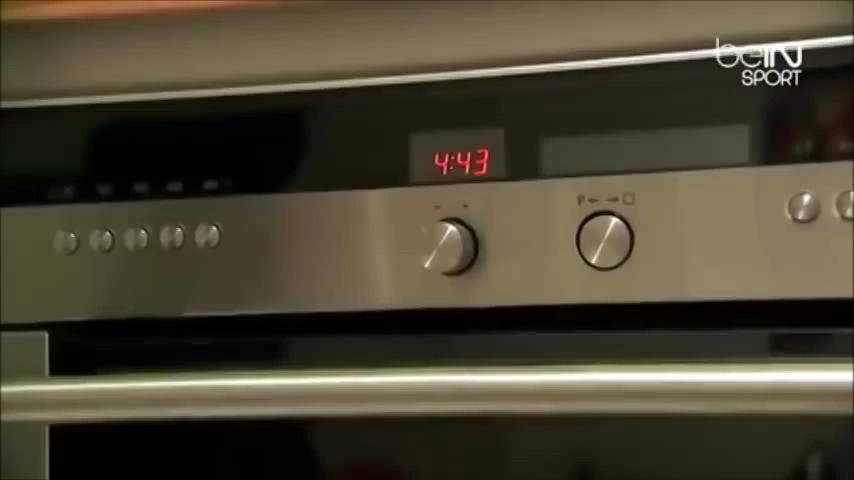 beIN
SPORT
4:43
- +
P